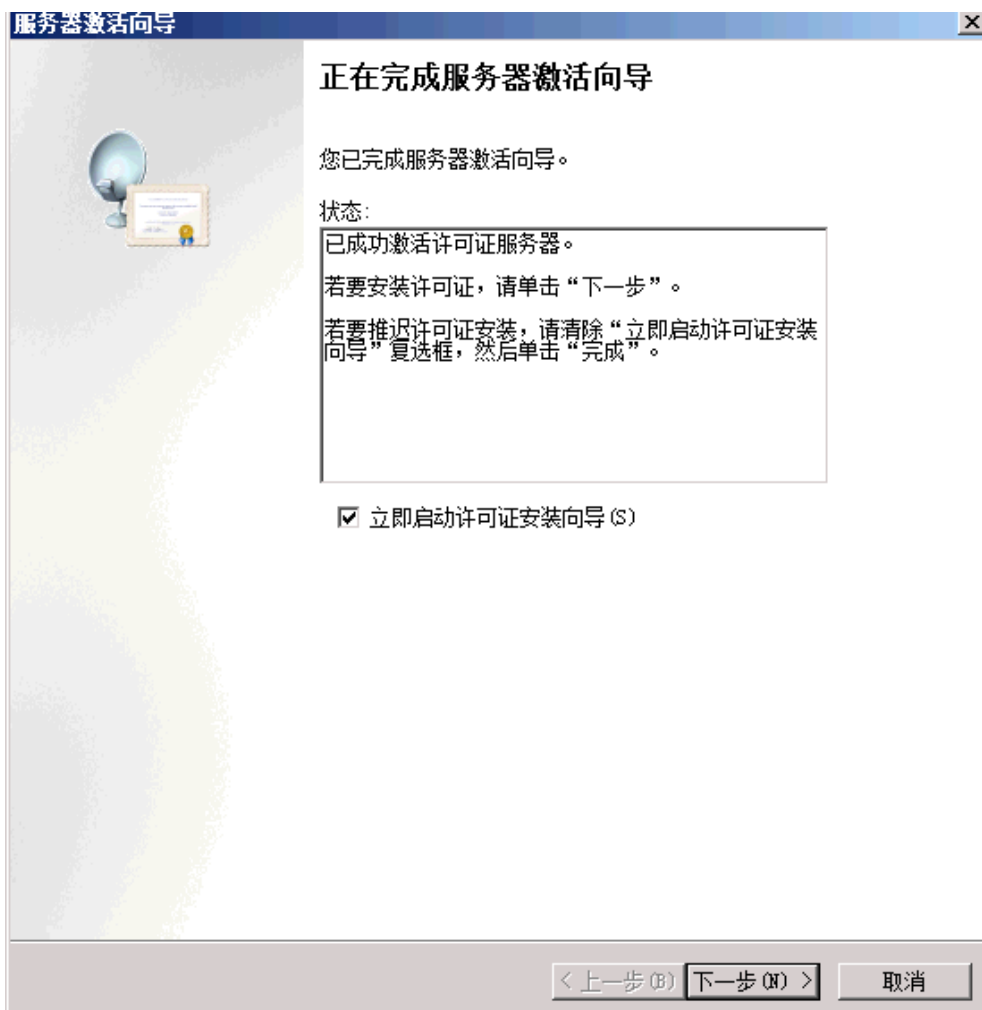 服务器激活向导
正在完成服务器激活向导
您已完成服务器激活向导。
状态:
已成功激活许可证服务器。
若要安装许可证，请单击“下一步”。
若要推迟许可证安装，请清除“立即启动许可证安装
向导”复选框，然后单击“完成”。
立即启动许可证安装向导(S)
< 上一步(B) 下一步(N) > 取消